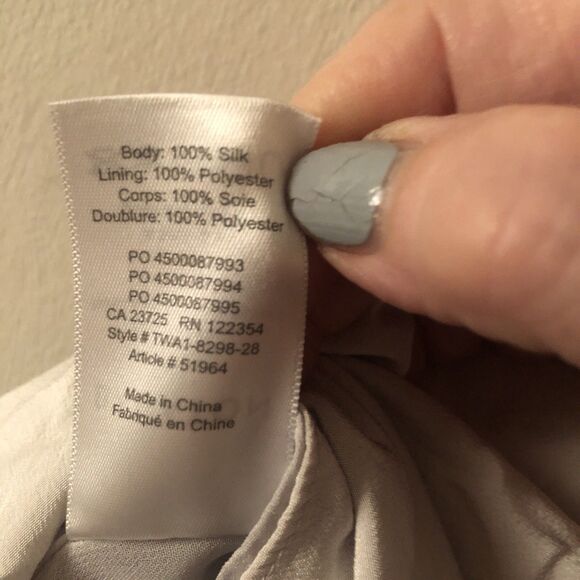 Body: 100% Silk
Lining: 100% Polyester
Corps: 100% Soie
Doublure: 100% Polyester
PO 4500087993
PO 4500087994
PO 4500087995
CA 23725 RN 122354
Style # TWA1-8298-28
Article # 51964
Made in China
Fabriqué en Chine